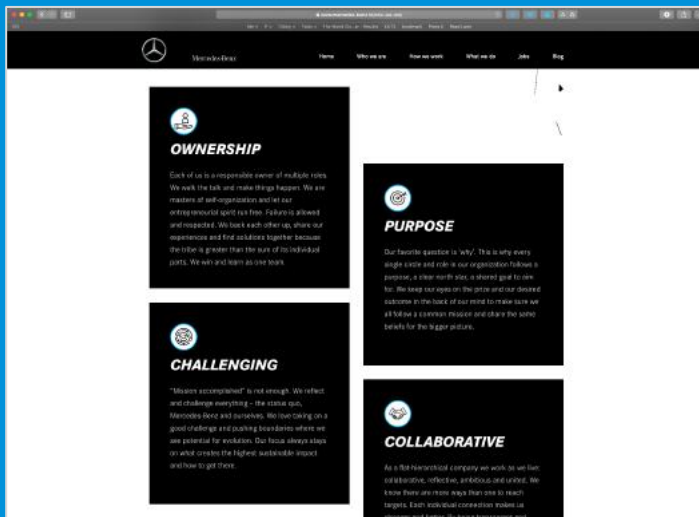 Mercedes-Benz
Home
Who we are
How we work
What we do
Jobs
Blog
OWNERSHIP
Each of us is a responsible owner of multiple roles.
We walk the talk and make things happen. We are
masters of self-organization and let our
entrepreneurial spirit run free. Failure is allowed
and respected. We back each other up, share our
experiences and find solutions together because
the tribe is greater than the sum of its individual
parts. We win and learn as one team.
PURPOSE
Our favorite question is 'why'. This is why every
single circle and role in our organization follows a
purpose, a clear north star, a shared goal to aim
for. We keep our eyes on the prize and our desired
outcome in the back of our mind to make sure we
all follow a common mission and share the same
beliefs for the bigger picture.
CHALLENGING
"Mission accomplished" is not enough. We reflect
and challenge everything – the status quo,
Mercedes-Benz and ourselves. We love taking on a
good challenge and pushing boundaries where we
see potential for evolution. Our focus always stays
on what creates the highest sustainable impact
and how to get there.
COLLABORATIVE
As a flat-hierarchical company we work as we live:
collaborative, reflective, ambitious and united. We
know there are more ways than one to reach
targets. Each individual connection makes us